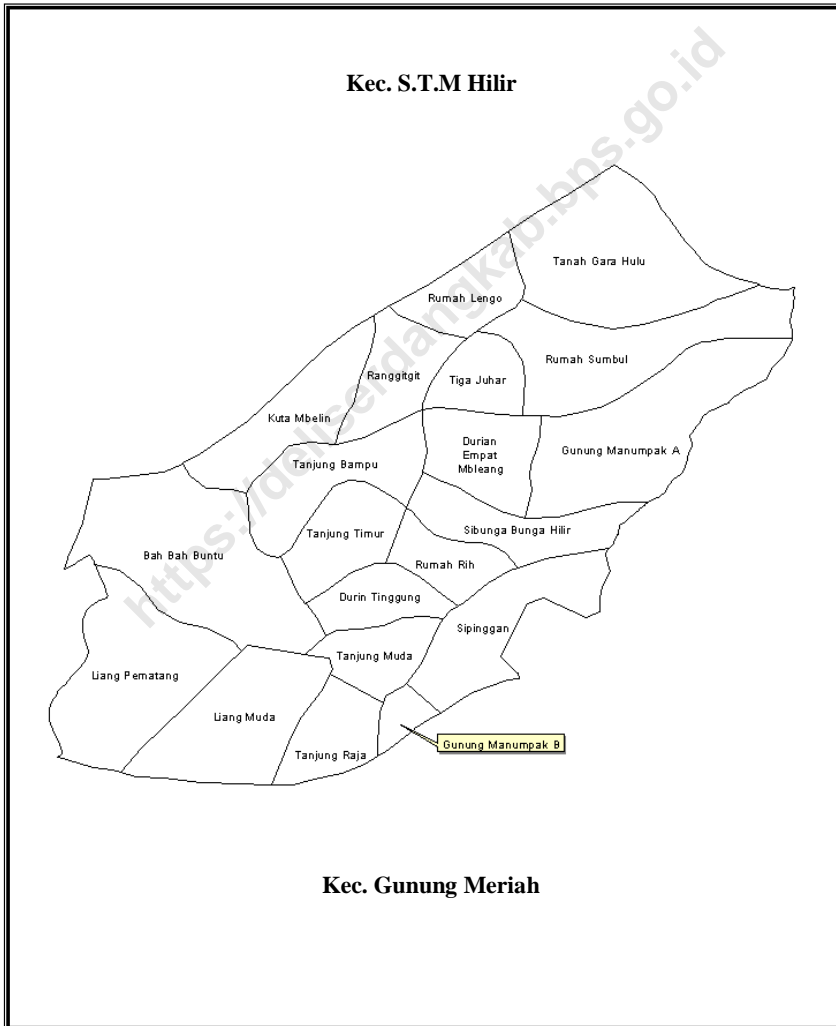 Kec. S.T.M Hilir
https://deliserdangkab.bps.go.id
Tanah Gara Hulu
Rumah Lengo
Rumah Sumbul
Ranggitgit
Tiga Juhar
Kuta Mbelin
Durian
Empat
Mbleang
Gunung Manumpak A
Tanjung Bampu
Tanjung Timur
Sibunga Bunga Hilir
Bah Bah Buntu
Rumah Rih
Durin Tinggung
Sipinggan
Tanjung Muda
Liang Pematang
Liang Muda
Gunung Manumpak B
Tanjung Raja
Kec. Gunung Meriah